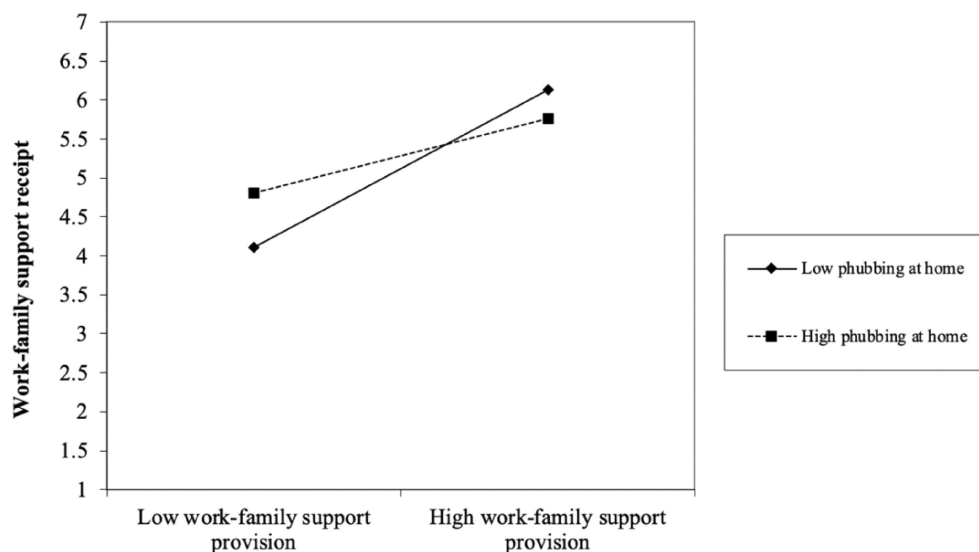 7
6.5
6
5.5
5
4.5
4
3.5
3
2.5
2
1.5
1
Work-family support receipt
Low work-family support
provision
High work-family support
provision
Low phubbing at home
High phubbing at home